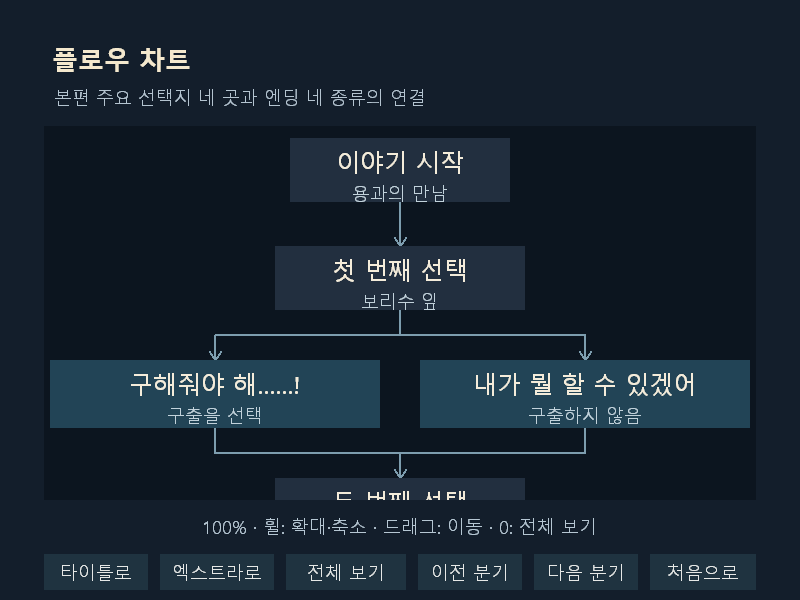 플로우 차트
본편 주요 선택지 네 곳과 엔딩 네 종류의 연결
이야기 시작
용과의 만남
첫 번째 선택
보리수 잎
구해줘야 해......!
구출을 선택
내가 뭘 할 수 있겠어
구출하지 않음
두 번째 선택
100% · 휠: 확대·축소 · 드래그: 이동 · 0: 전체 보기
타이틀로
엑스트라로
전체 보기
이전 분기
다음 분기
처음으로